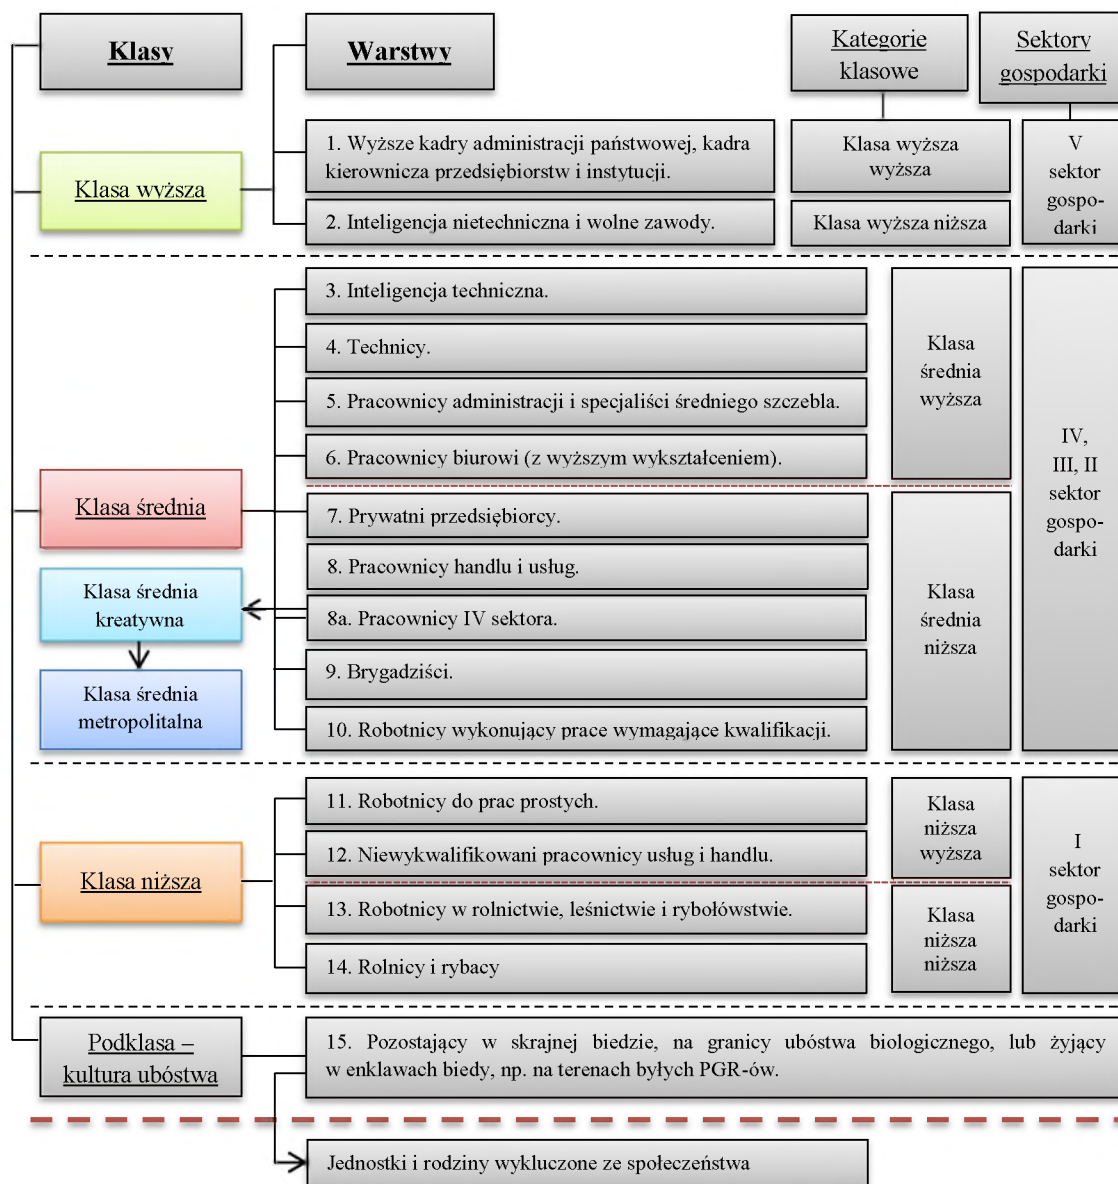 Klasy
Warstwy
Kategorie
klasowe
Sektory
gospodarki
Klasa wyższa
1. Wyższe kadry administracji państwowej, kadra
kierownicza przedsiębiorstw i instytucji.
2. Inteligencja nietechniczna i wolne zawody.
Klasa wyższa
wyższa
Klasa wyższa niższa
V
sektor
gospo-
darki
Klasa średnia
3. Inteligencja techniczna.
4. Technicy.
5. Pracownicy administracji i specjaliści średniego szczebla.
6. Pracownicy biurowi (z wyższym wykształceniem).
Klasa
średnia
wyższa
7. Prywatni przedsiębiorcy.
8. Pracownicy handlu i usług.
8a. Pracownicy IV sektora.
9. Brygadziści.
10. Robotnicy wykonujący prace wymagające kwalifikacji.
Klasa
średnia
niższa
IV,
III, II
sektor
gospo-
darki
Klasa średnia
kreatywna
Klasa średnia
metropolitalna
Klasa niższa
11. Robotnicy do prac prostych.
12. Niewykwalifikowani pracownicy usług i handlu.
Klasa
niższa
wyższa
13. Robotnicy w rolnictwie, leśnictwie i rybołówstwie.
14. Rolnicy i rybacy
Klasa
niższa
niższa
I
sektor
gospo-
darki
Podklasa –
kultura ubóstwa
15. Pozostający w skrajnej biedzie, na granicy ubóstwa biologicznego, lub żyjący
w enklawach biedy, np. na terenach byłych PGR-ów.
Jednostki i rodziny wykluczone ze społeczeństwa